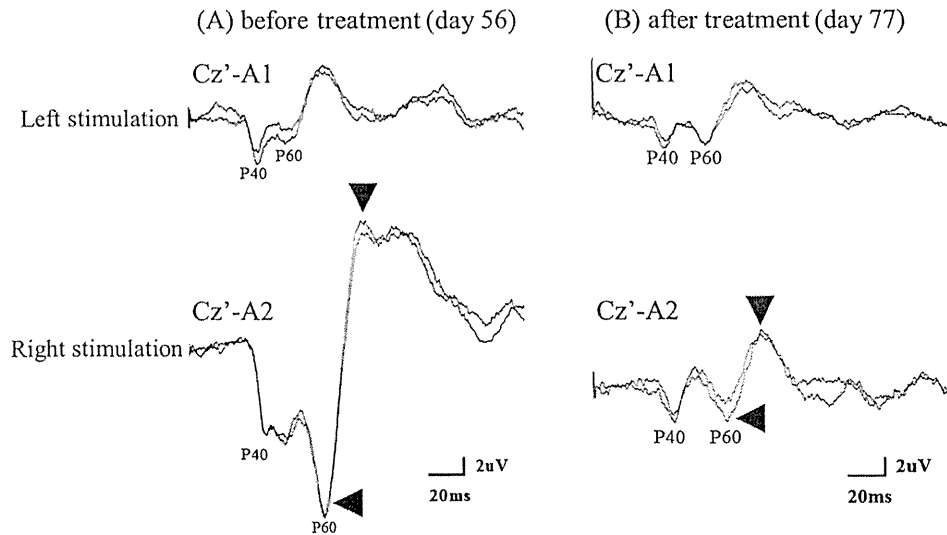 (A) before treatment (day 56)
(B) after treatment (day 77)
Cz'-A1
Cz'-A1
Left stimulation
P40
P60
P40
P60
Cz'-A2
Cz'-A2
Right stimulation
P40
P60
P40
P60
2uV
20ms
2uV
20ms